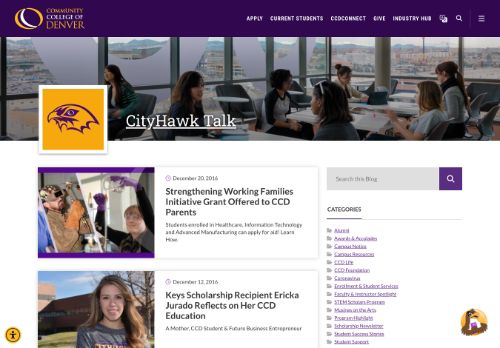 COMMUNITY
COLLEGE OF
DENVER
APPLY CURRENT STUDENTS CCDCONNECT GIVE INDUSTRY HUB
CityHawk Talk
December 20, 2016
Strengthening Working Families
Initiative Grant Offered to CCD
Parents
Students enrolled in Healthcare, Information Technology
and Advanced Manufacturing can apply for aid! Learn
How.
December 12, 2016
Keys Scholarship Recipient Ericka
Jurado Reflects on Her CCD
Education
A Mother, CCD Student & Future Business Entrepreneur
Search this Blog
CATEGORIES
Alumni
Awards & Accolades
Campus Notice
Campus Resources
CCD Life
CCD Foundation
Coronavirus
Enrollment & Student Services
Faculty & Instructor Spotlight
STEM Scholars Program
Musings on the Arts
Program Highlight
Scholarship Newsletter
Student Success Stories
Student Support